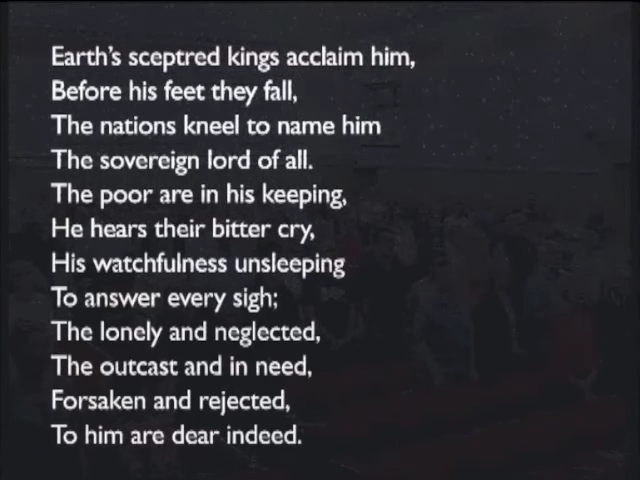 Earth's sceptred kings acclaim him,
Before his feet they fall,
The nations kneel to name him
The sovereign lord of all.
The poor are in his keeping,
He hears their bitter cry,
His watchfulness unsleeping
To answer every sigh;
The lonely and neglected,
The outcast and in need,
Forsaken and rejected,
To him are dear indeed.